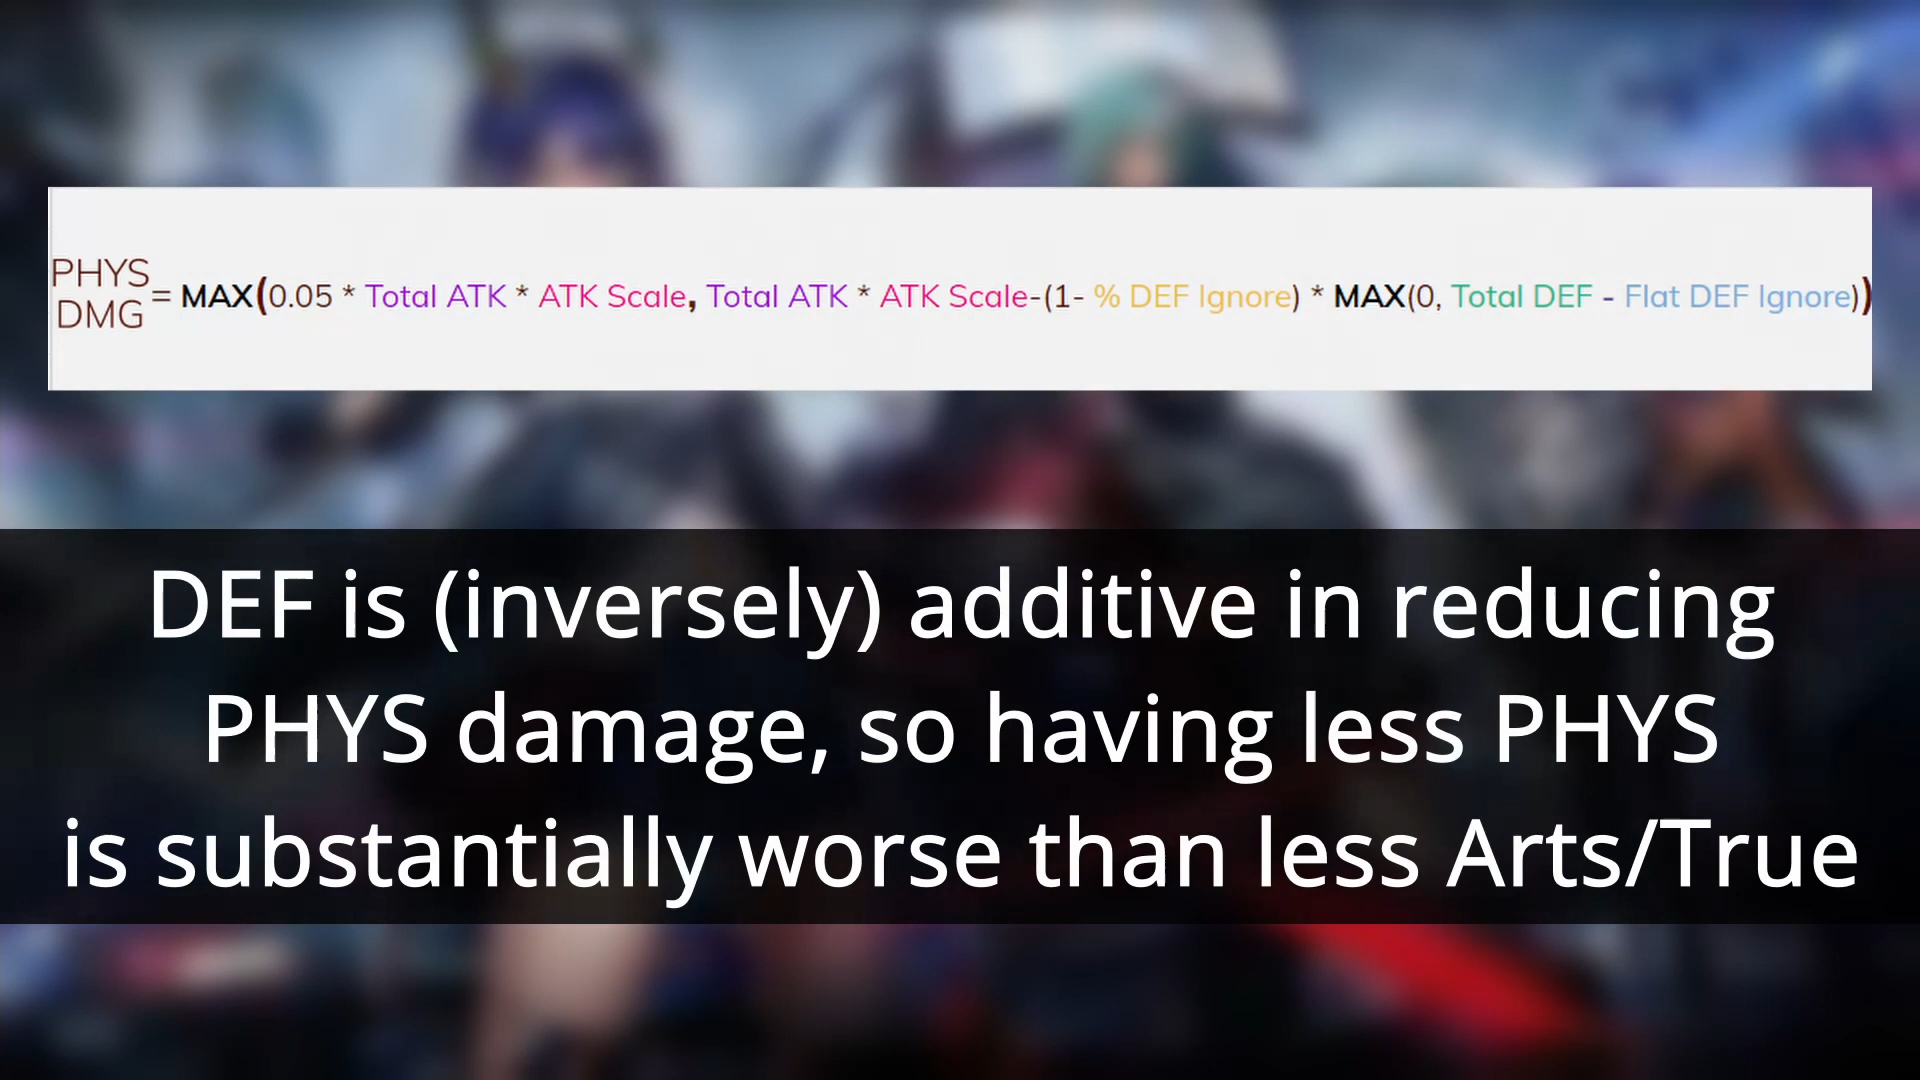 PHYS
DMG = MAX(0.05 * Total ATK * ATK Scale, Total ATK * ATK Scale-(1- % DEF Ignore) * MAX(0, Total DEF - Flat DEF Ignore))
DEF is (inversely) additive in reducing
PHYS damage, so having less PHYS
is substantially worse than less Arts/True